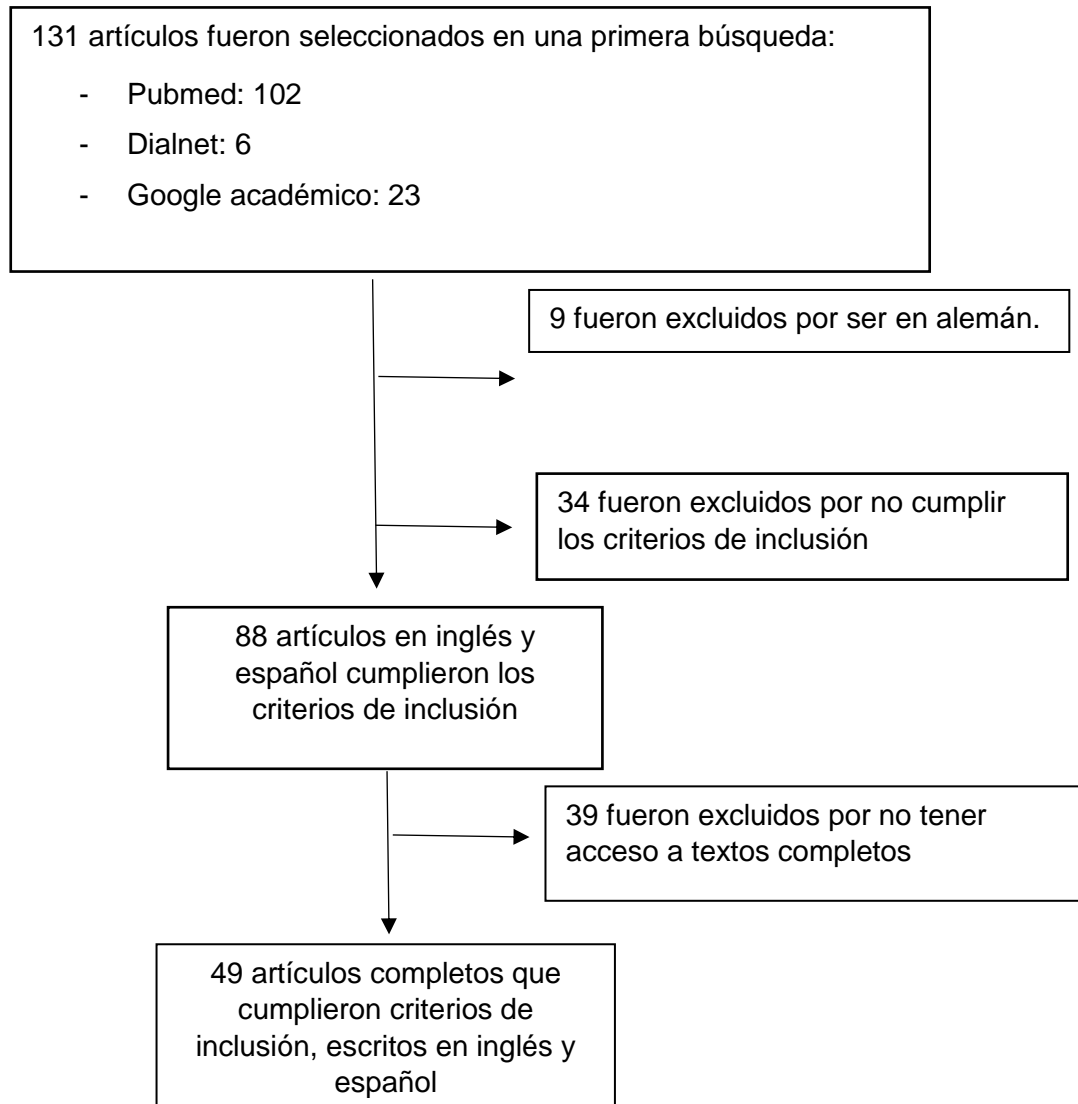 131 artículos fueron seleccionados en una primera búsqueda:
- Pubmed: 102
- Dialnet: 6
- Google académico: 23
9 fueron excluidos por ser en alemán.
34 fueron excluidos por no cumplir
los criterios de inclusión
88 artículos en inglés y
español cumplieron los
criterios de inclusión
39 fueron excluidos por no tener
acceso a textos completos
49 artículos completos que
cumplieron criterios de
inclusión, escritos en inglés y
español